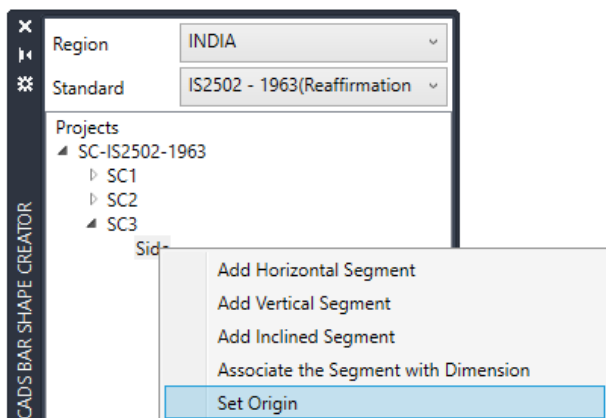 Region
INDIA
Standard
IS2502 - 1963(Reaffirmation
Projects
SC-IS2502-1963
SC1
SC2
SC3
Side
Add Horizontal Segment
Add Vertical Segment
Add Inclined Segment
Associate the Segment with Dimension
Set Origin
CADS BAR SHAPE CREATOR